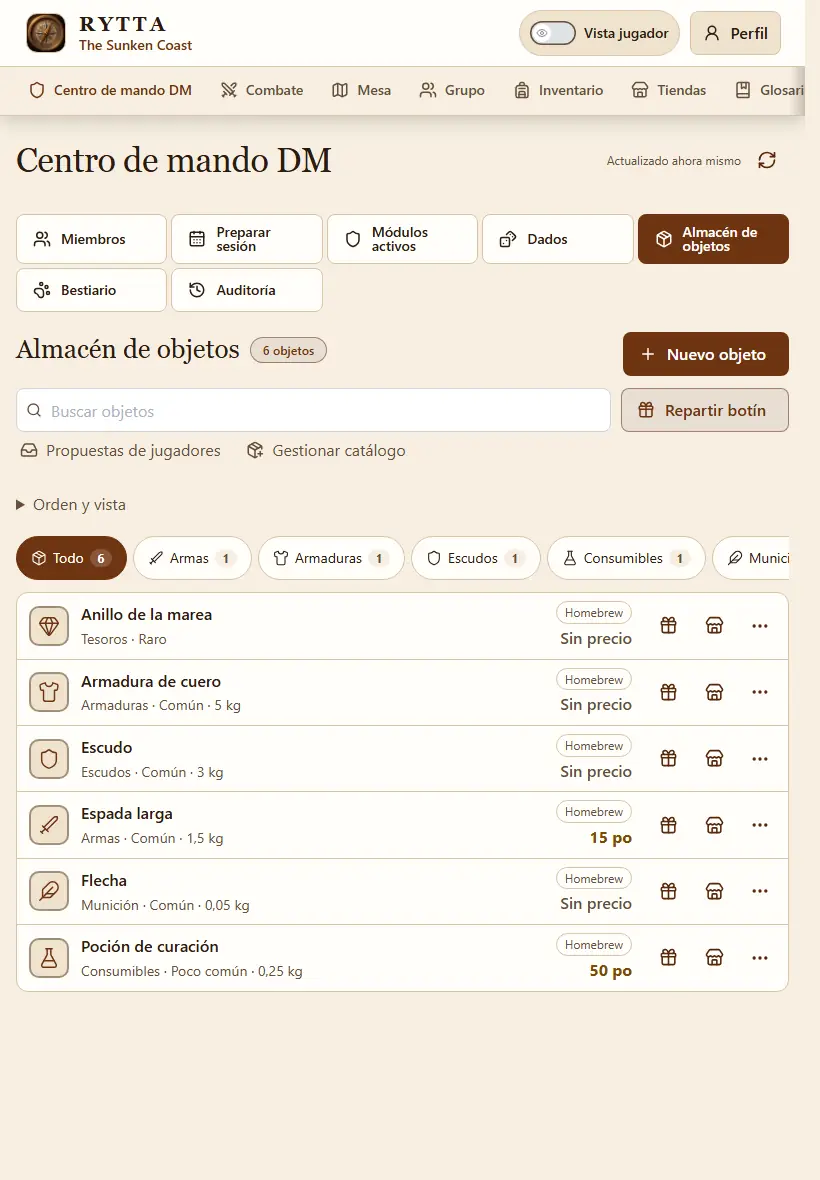 RYTTA
The Sunken Coast
Vista jugador
Perfil
Centro de mando DM
Combate
Mesa
Grupo
Inventario
Tiendas
Glosari
Centro de mando DM
Actualizado ahora mismo
Miembros
Preparar
sesión
Módulos
activos
Dados
Almacén de
objetos
Bestiario
Auditoría
Almacén de objetos
6 objetos
Nuevo objeto
Buscar objetos
Repartir botín
Propuestas de jugadores
Gestionar catálogo
Orden y vista
Todo 6
Armas 1
Armaduras 1
Escudos 1
Consumibles 1
Munici
Anillo de la marea
Tesoros · Raro
Homebrew
Sin precio
Armadura de cuero
Armaduras · Común · 5 kg
Homebrew
Sin precio
Escudo
Escudos · Común · 3 kg
Homebrew
Sin precio
Espada larga
Armas · Común · 1,5 kg
Homebrew
15 po
Flecha
Munición · Común · 0,05 kg
Homebrew
Sin precio
Poción de curación
Consumibles · Poco común · 0,25 kg
Homebrew
50 po